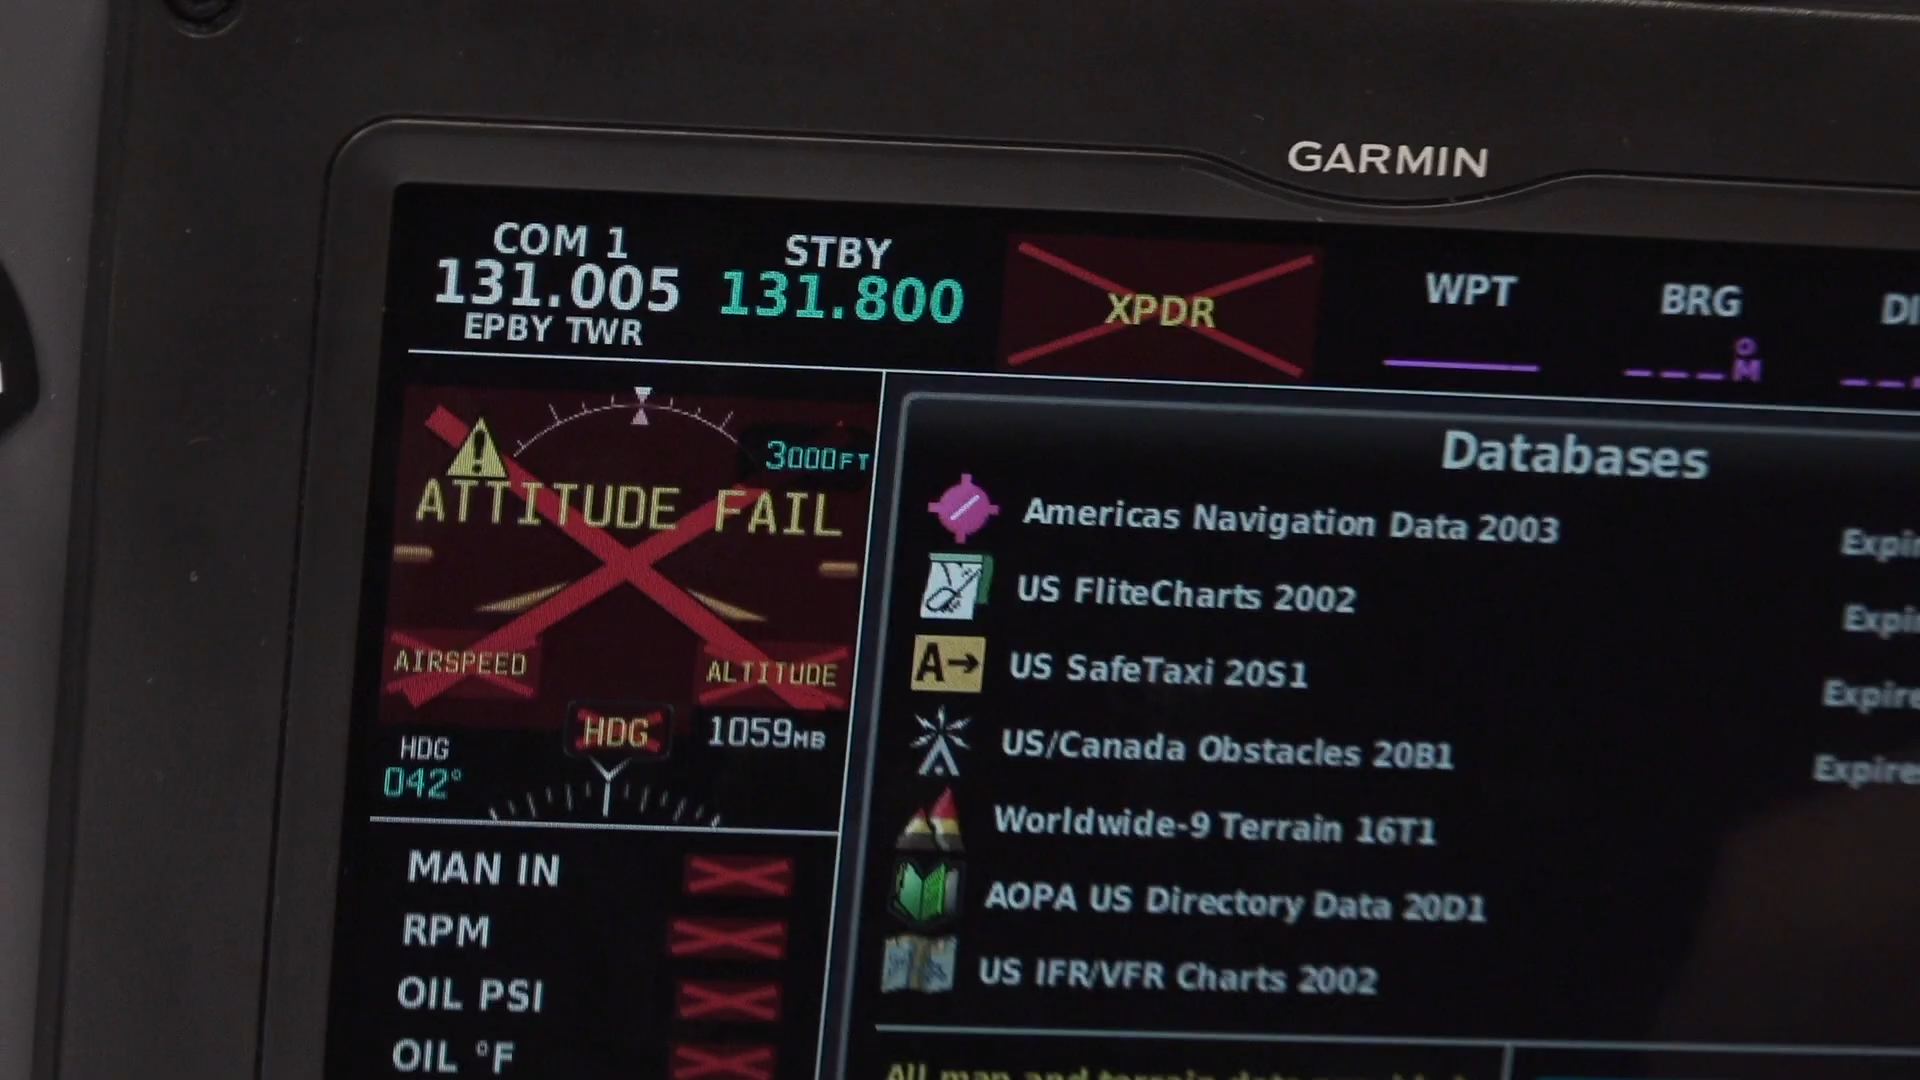 GARMIN
COM 1
131.005
EPBY TWR
STBY
131.800
XPDR
WPT
BRG
M
3000FT
ATTITUDE FAIL
AIRSPEED
ALTITUDE
HDG
1059MB
HDG
042°
MAN IN
RPM
OIL PSI
OIL °F
Databases
Americas Navigation Data 2003
US FliteCharts 2002
A→
US SafeTaxi 20S1
US/Canada Obstacles 20B1
Worldwide-9 Terrain 16T1
AOPA US Directory Data 20D1
US IFR/VFR Charts 2002